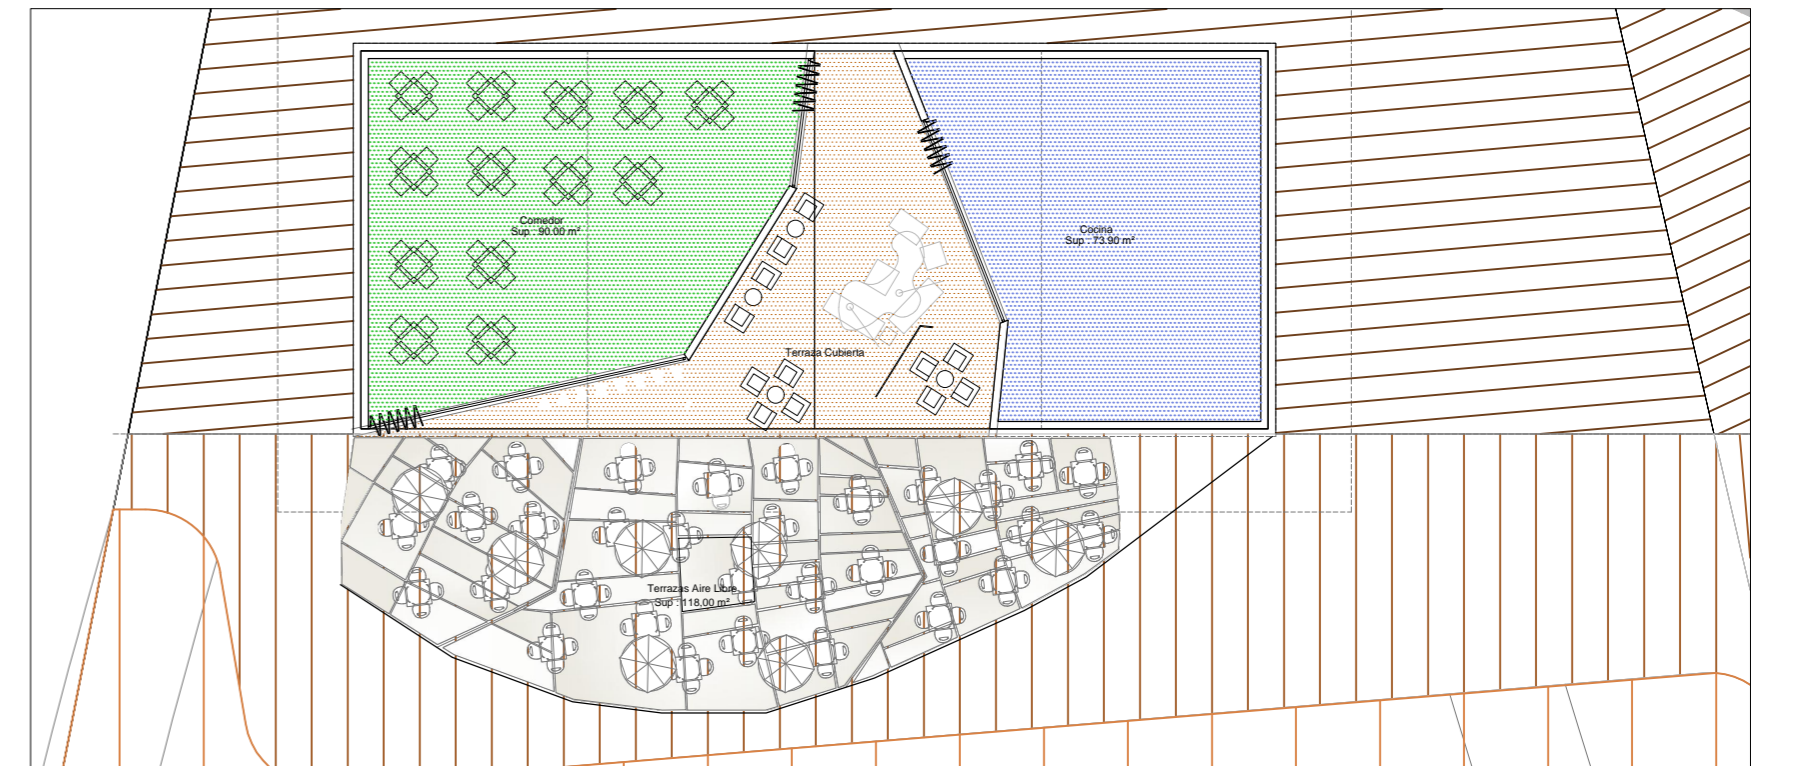 Comedor
Sup : 90.00 m²
Cocina
Sup : 73.90 m²
Terraza Cubierta
Terrazas Aire Libre
Sup : 118,00 m²